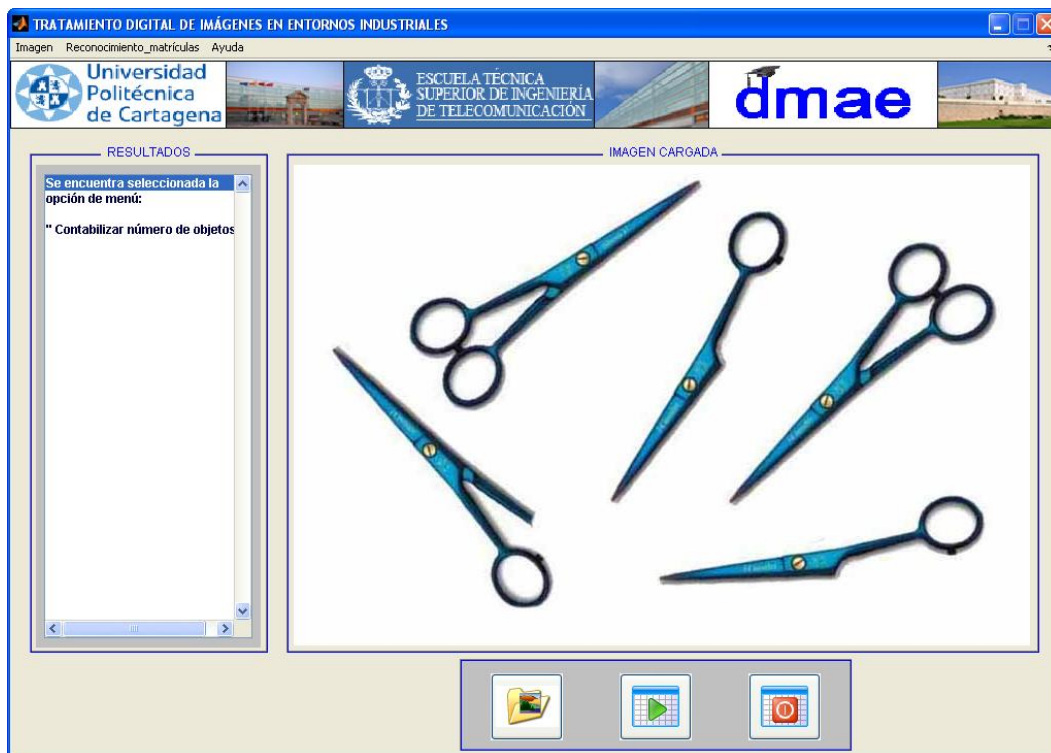 TRATAMIENTO DIGITAL DE IMÁGENES EN ENTORNOS INDUSTRIALES
Imagen Reconocimiento_matrículas Ayuda
Universidad
Politécnica
de Cartagena
ESCUELA TÉCNICA
SUPERIOR DE INGENIERÍA
DE TELECOMUNICACIÓN
dmae
RESULTADOS
IMAGEN CARGADA
Se encuentra seleccionada la
opción de menú:
" Contabilizar número de objetos